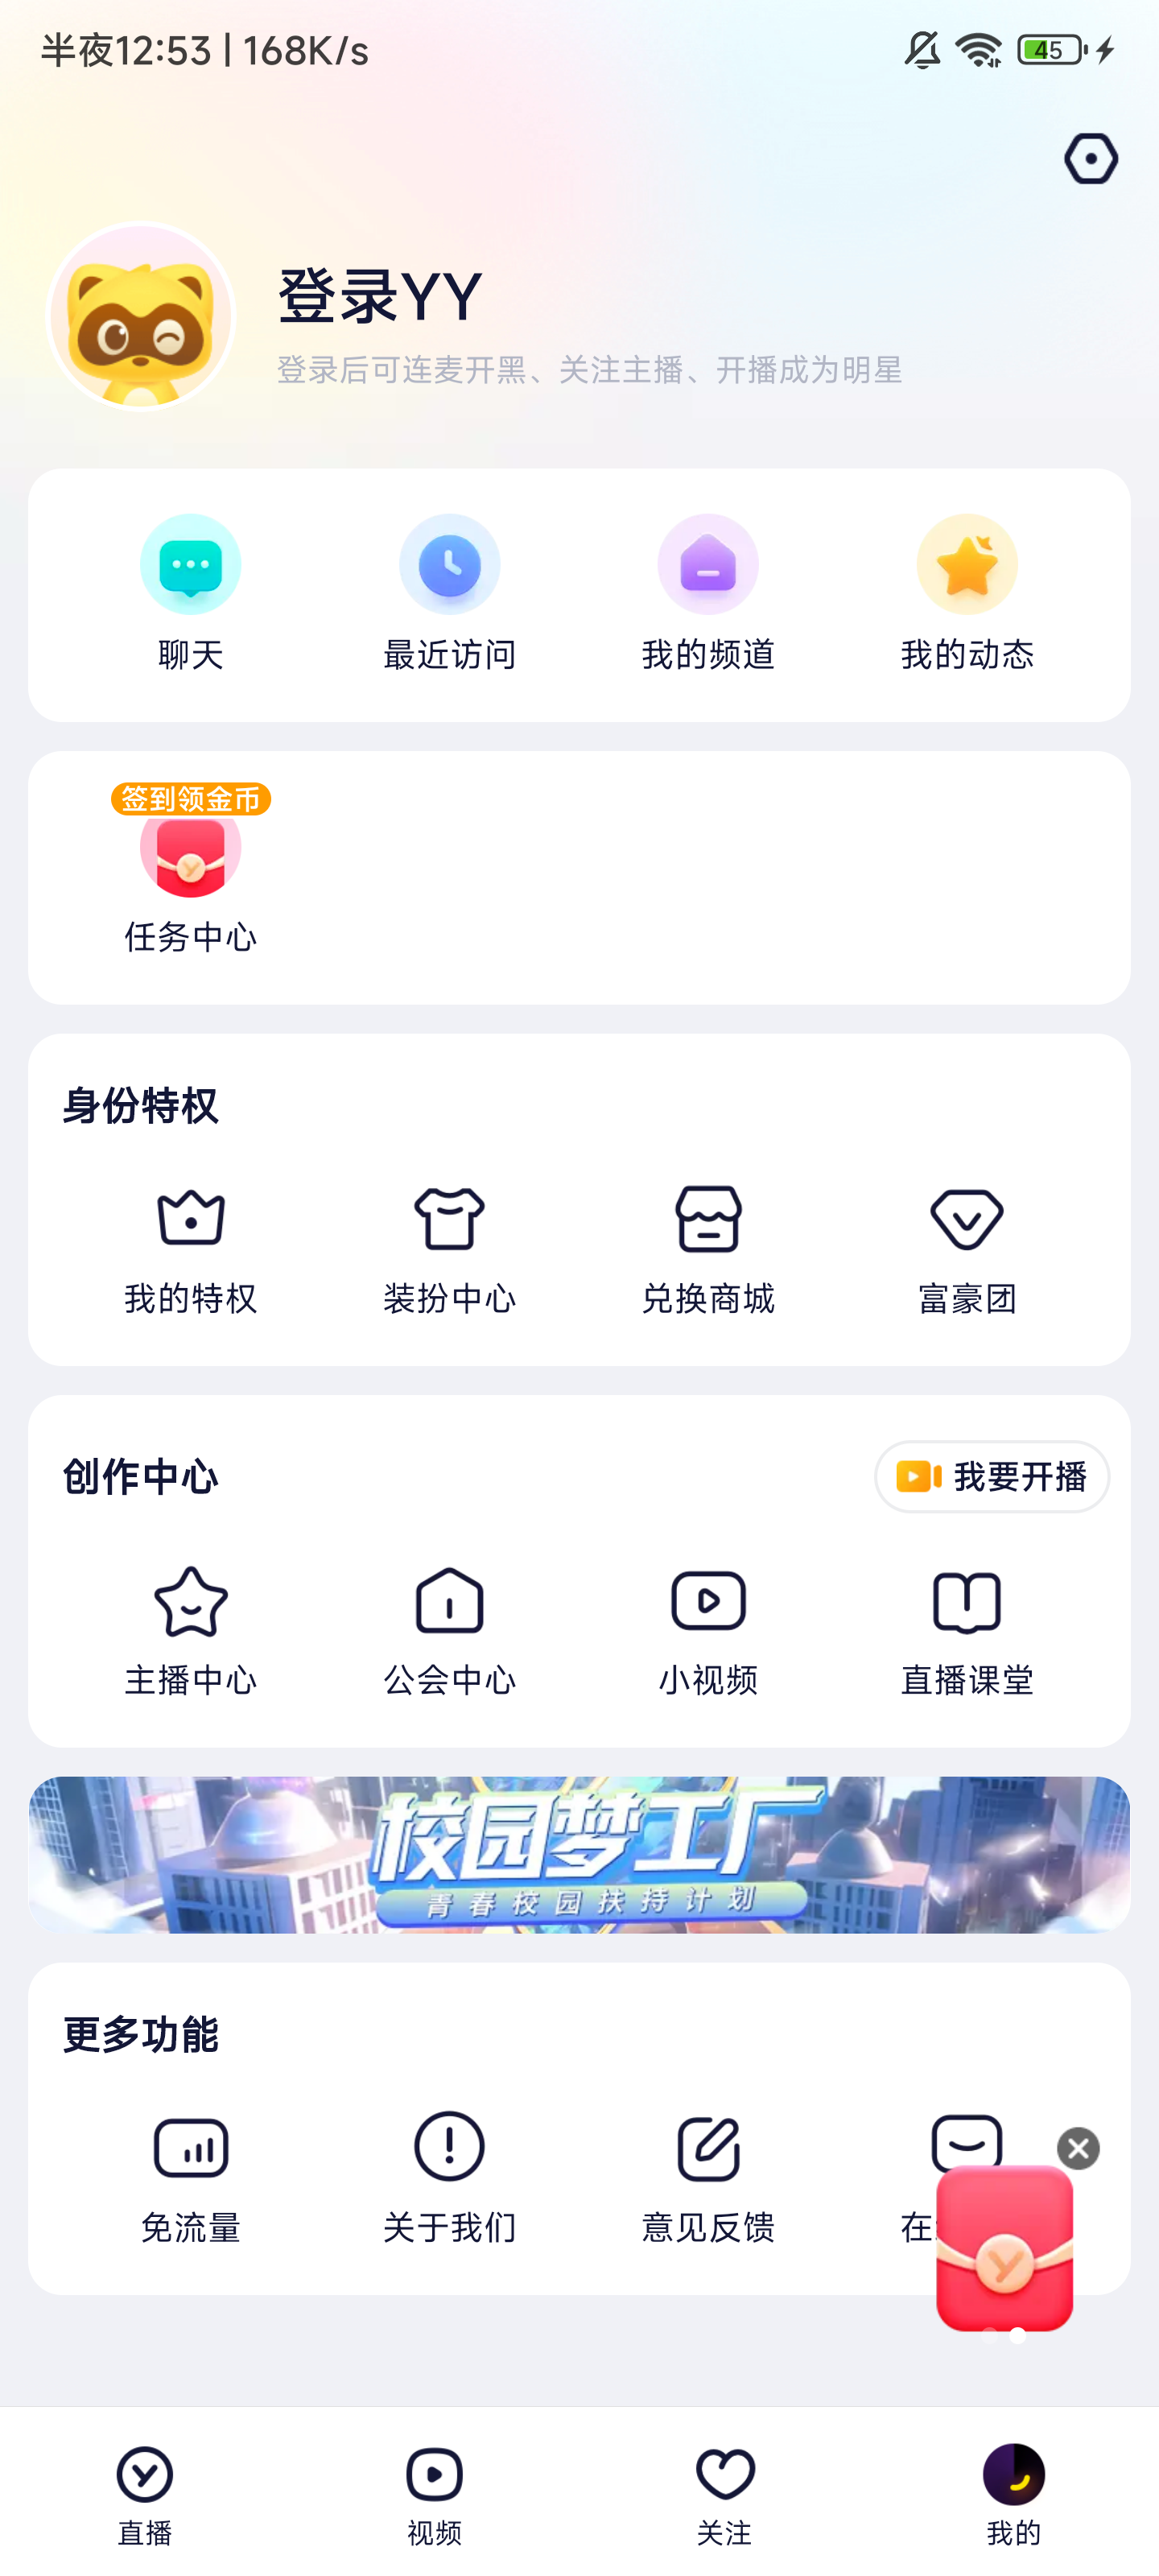 半夜12:53 | 168K/s
45
登录YY
登录后可连麦开黑、关注主播、开播成为明星
聊天
最近访问
我的频道
我的动态
签到领金币
任务中心
身份特权
我的特权
装扮中心
兑换商城
富豪团
创作中心
我要开播
主播中心
公会中心
小视频
直播课堂
校园梦工厂
青春校园扶持计划
更多功能
免流量
关于我们
意见反馈
在
直播
视频
关注
我的